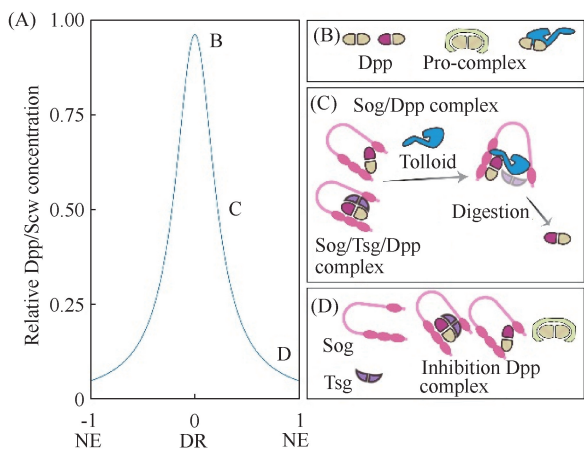 (A)
Relative Dpp/Scw concentration
1.00
0.75
0.50
0.25
0
-1
0
1
NE
DR
NE
B
C
D
(B)
Dpp
Pro-complex
(C)
Sog/Dpp complex
Tolloid
Digestion
Sog/Tsg/Dpp
complex
(D)
Sog
Tsg
Inhibition Dpp
complex